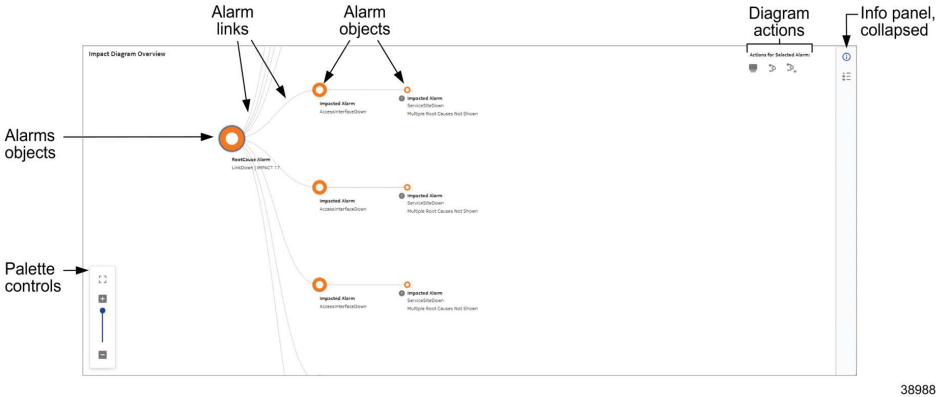 Alarm
links
Alarm
objects
Diagram
actions
Info panel,
collapsed
Impact Diagram Overview
Actions for Selected Alarm:
Impacted Alarm
AccessInterfaceDown
Impacted Alarm
ServiceSiteDown
Multiple Root Causes Not Shown
Alarms
objects
RootCause Alarm
LinkDown | IMPACT 17
Impacted Alarm
AccessInterfaceDown
Impacted Alarm
ServiceSiteDown
Multiple Root Causes Not Shown
Palette
controls
Impacted Alarm
AccessInterfaceDown
Impacted Alarm
ServiceSiteDown
Multiple Root Causes Not Shown
38988